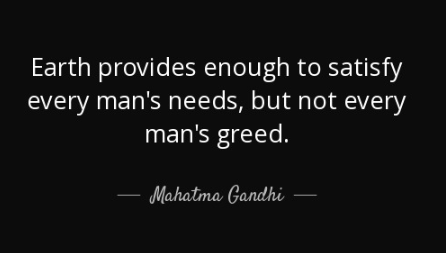 Earth provides enough to satisfy
every man's needs, but not every
man's greed.
Mahatma Gandhi